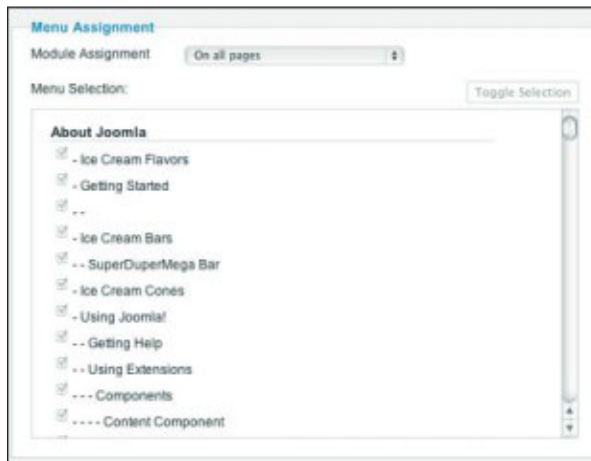 Menu Assignment
Module Assignment On all pages
Menu Selection: Toggle Selection
About Joomla
- Ice Cream Flavors
- Getting Started
- -
- Ice Cream Bars
- - SuperDuperMega Bar
- Ice Cream Cones
- Using Joomla!
- - Getting Help
- - Using Extensions
- - - Components
- - - - Content Component